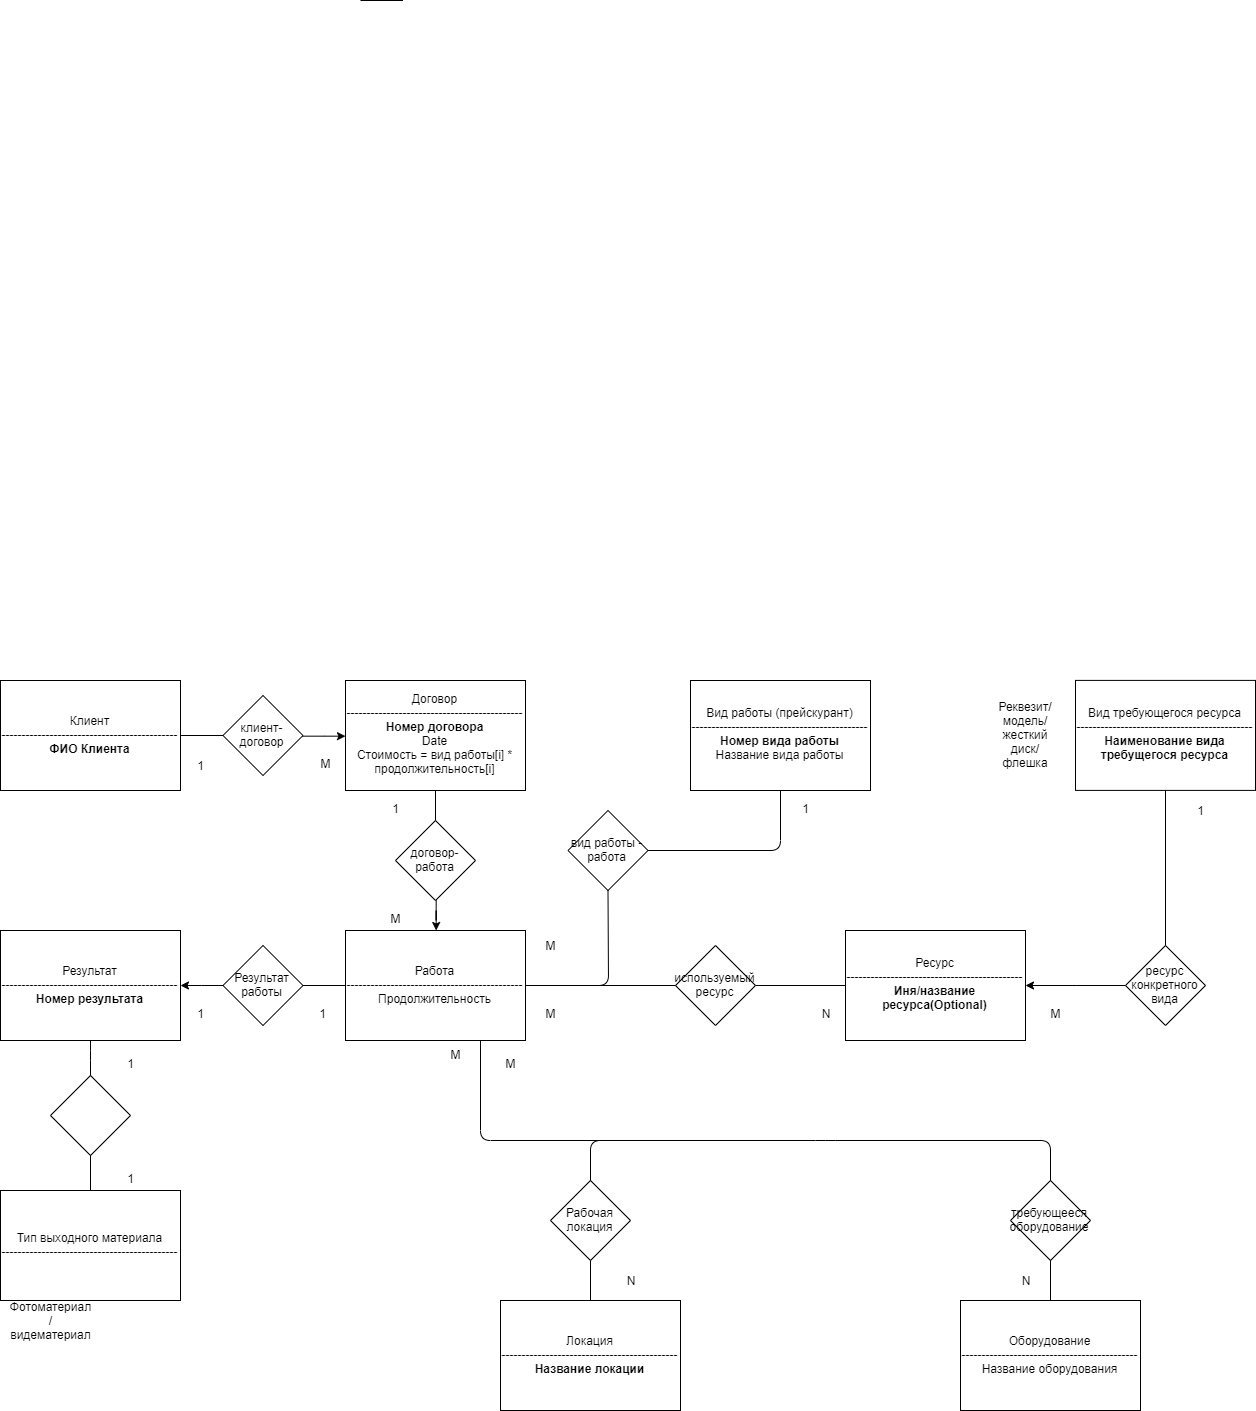 Клиент
ФИО Клиента
1
клиент-
договор
М
Договор
Номер договора
Date
Стоимость = вид работы[i] *
продолжительность[i]
Вид работы (прейскурант)
Номер вида работы
Название вида работы
Реквезит/
модель/
жесткий
диск/
флешка
Вид требующегося ресурса
Наименование вида
требущегося ресурса
1
договор-
работа
М
вид работы -
работа
1
1
Результат
Номер результата
1
Результат
работы
1
Работа
Продолжительность
М
М
используемый
ресурс
N
Ресурс
Иня/название
ресурса(Optional)
М
ресурс
конкретного
вида
1
М
М
1
Тип выходного материала
Фотоматериал
/
видематериал
Рабочая
локация
N
требующееся
оборудование
N
Локация
Название локации
Оборудование
Название оборудования